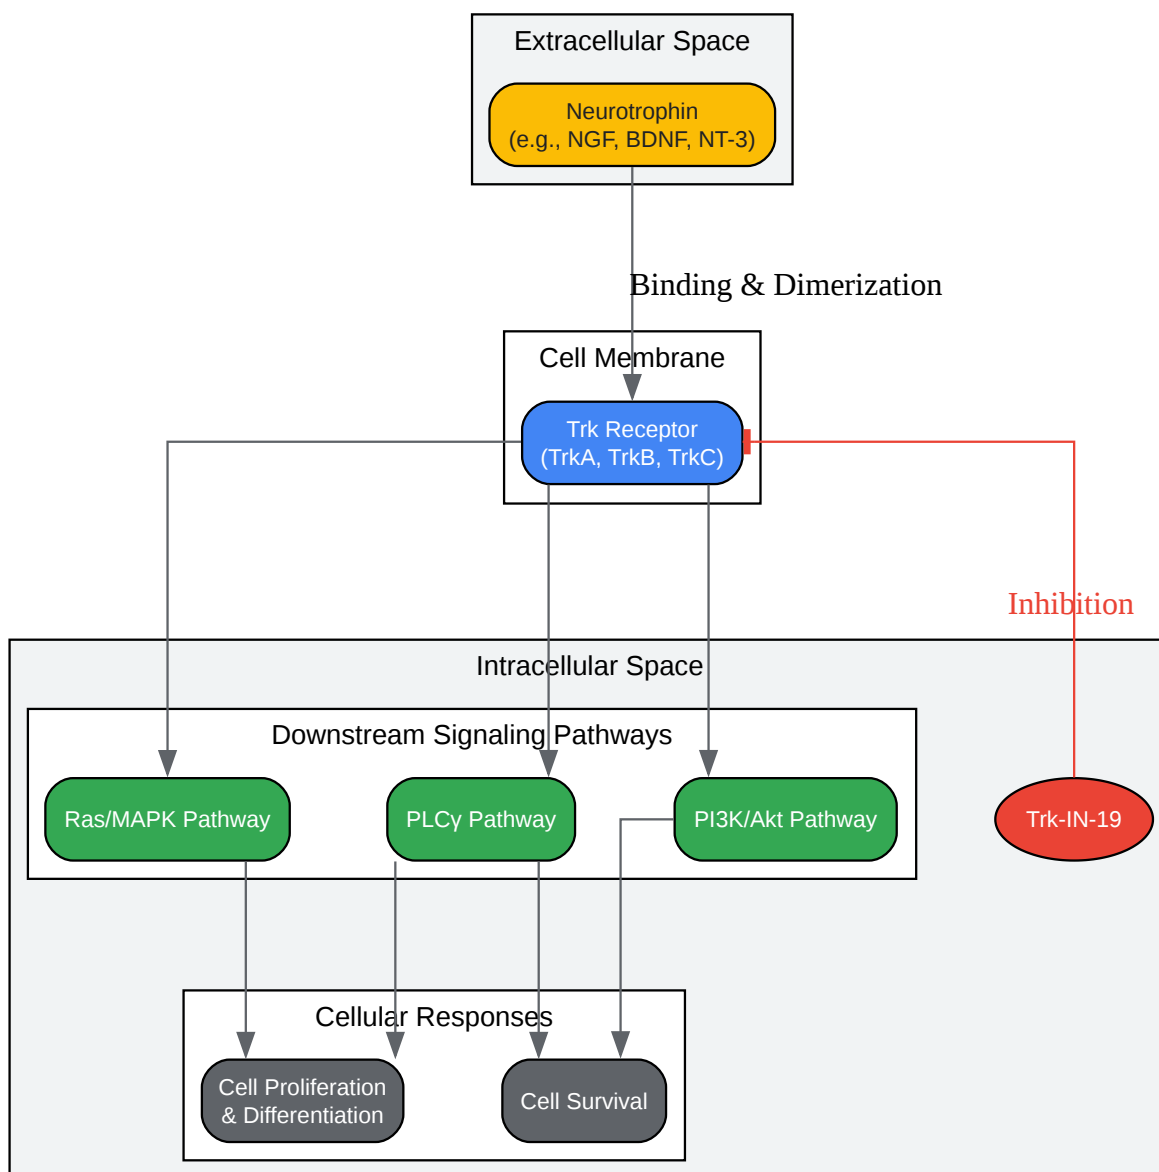 Extracellular Space
Neurotrophin
(e.g., NGF, BDNF, NT-3)
Binding & Dimerization
Cell Membrane
Trk Receptor
(TrkA, TrkB, TrkC)
Inhibition
Intracellular Space
Downstream Signaling Pathways
Ras/MAPK Pathway
PLCγ Pathway
PI3K/Akt Pathway
Trk-IN-19
Cellular Responses
Cell Proliferation
& Differentiation
Cell Survival